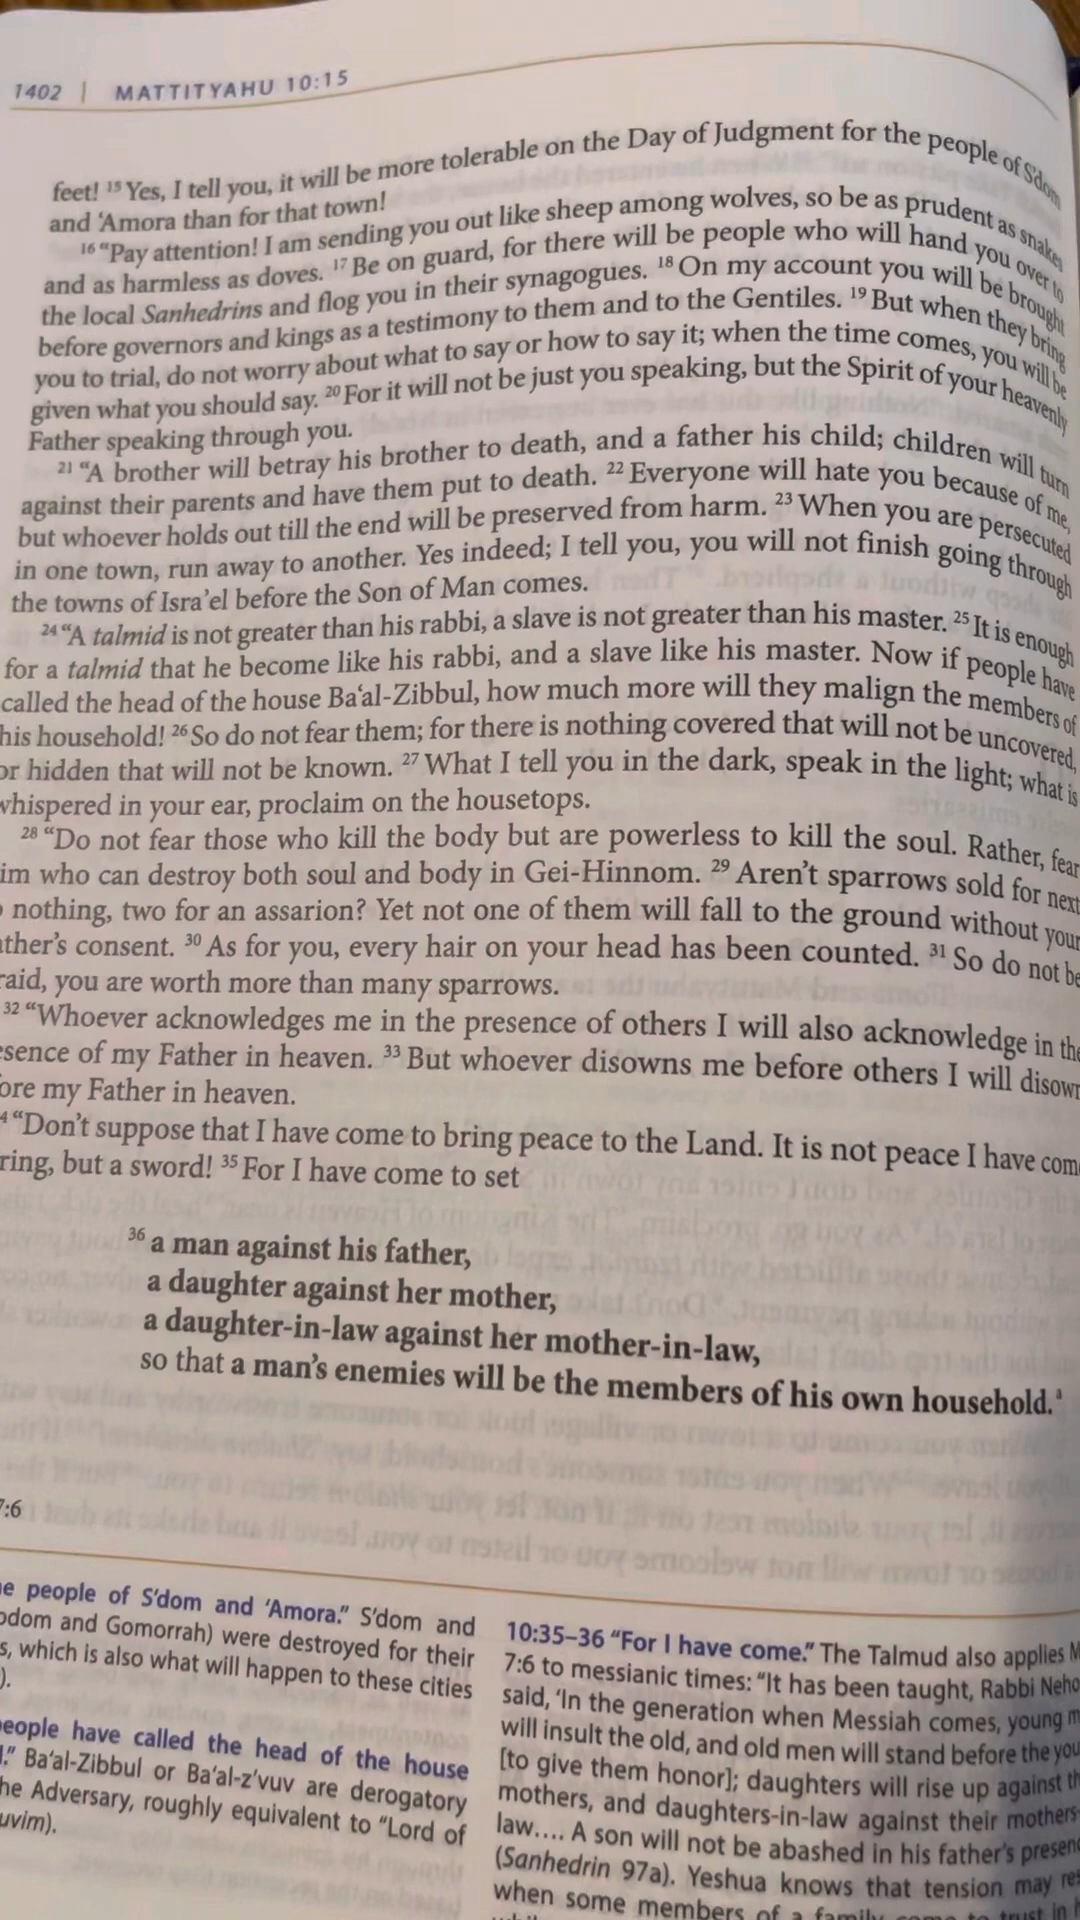 1402 | MATTITYAHU 10:15
feet! 15 Yes, I tell you, it will be more tolerable on the Day of Judgment for the people of S'dom
and 'Amora than for that town!
16 “Pay attention! I am sending you out like sheep among wolves, so be as prudent as snakes
and as harmless as doves. 17 Be on guard, for there will be people who will hand you over to
the local Sanhedrins and flog you in their synagogues. 18 On my account you will be brought
before governors and kings as a testimony to them and to the Gentiles. 19 But when they bring
you to trial, do not worry about what to say or how to say it; when the time comes, you will be
given what you should say. 20 For it will not be just you speaking, but the Spirit of your heavenly
Father speaking through you.
21 “A brother will betray his brother to death, and a father his child; children will turn
against their parents and have them put to death. 22 Everyone will hate you because of me,
but whoever holds out till the end will be preserved from harm. 23 When you are persecuted
in one town, run away to another. Yes indeed; I tell you, you will not finish going through
the towns of Isra'el before the Son of Man comes.
24 “A talmid is not greater than his rabbi, a slave is not greater than his master. 25 It is enough
for a talmid that he become like his rabbi, and a slave like his master. Now if people have
called the head of the house Ba'al-Zibbul, how much more will they malign the members of
his household! 26 So do not fear them; for there is nothing covered that will not be uncovered,
or hidden that will not be known. 27 What I tell you in the dark, speak in the light; what is
whispered in your ear, proclaim on the housetops.
28 “Do not fear those who kill the body but are powerless to kill the soul. Rather, fear
im who can destroy both soul and body in Gei-Hinnom. 29 Aren't sparrows sold for next
nothing, two for an assarion? Yet not one of them will fall to the ground without your
ather's consent. 30 As for you, every hair on your head has been counted. 31 So do not be
raid, you are worth more than many sparrows.
32 “Whoever acknowledges me in the presence of others I will also acknowledge in the
esence of my Father in heaven. 33 But whoever disowns me before others I will disown
ore my Father in heaven.
4 “Don't suppose that I have come to bring peace to the Land. It is not peace I have com
ring, but a sword! 35 For I have come to set
36 a man against his father,
a daughter against her mother,
a daughter-in-law against her mother-in-law,
so that a man's enemies will be the members of his own household.a
7:6
e people of S'dom and 'Amora.” S'dom and
odom and Gomorrah) were destroyed for their
s, which is also what will happen to these cities
).
people have called the head of the house
l.” Ba'al-Zibbul or Ba'al-z'vuv are derogatory
he Adversary, roughly equivalent to “Lord of
uvim).
10:35–36 “For I have come.” The Talmud also applies M
7:6 to messianic times: “It has been taught, Rabbi Neho
said, 'In the generation when Messiah comes, young m
will insult the old, and old men will stand before the you
[to give them honor]; daughters will rise up against th
mothers, and daughters-in-law against their mothers-
law.... A son will not be abashed in his father's presenc
(Sanhedrin 97a). Yeshua knows that tension may res
when some members of a family come to trust in